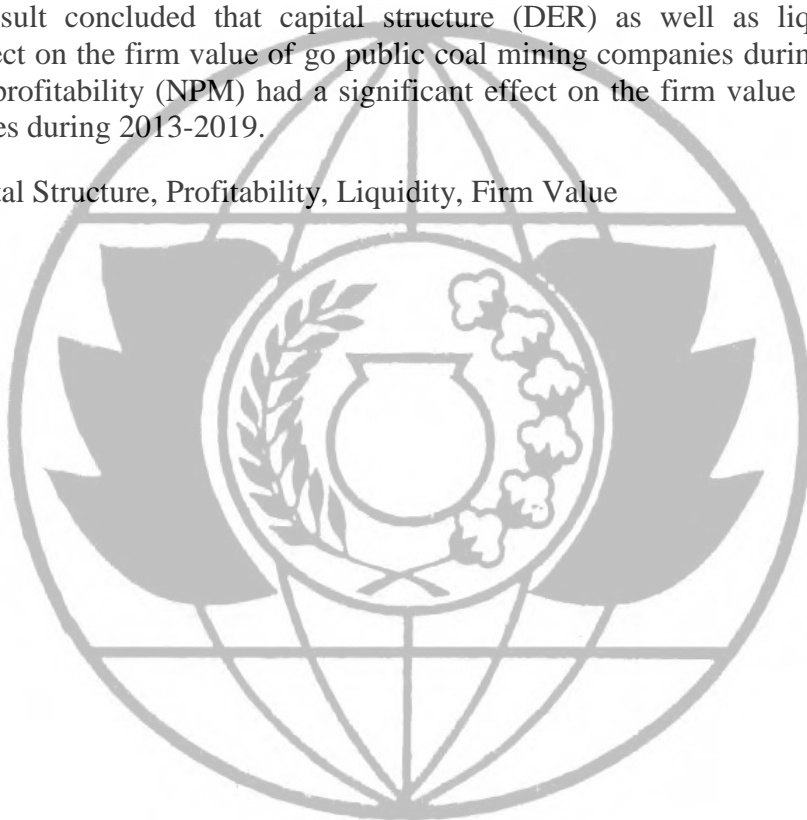 sult concluded that capital structure (DER) as well as liq
ect on the firm value of go public coal mining companies durin
profitability (NPM) had a significant effect on the firm value
es during 2013-2019.
tal Structure, Profitability, Liquidity, Firm Value